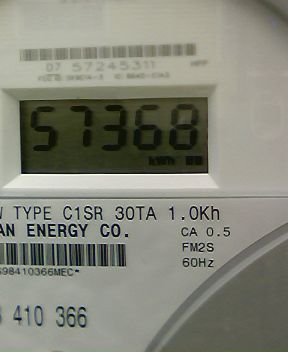 07 57245311
57368
kWh
TYPE C1SR 30TA 1.0Kh
AN ENERGY CO. CA 0.5
FM2S
98410366MEC* 60Hz
410 366